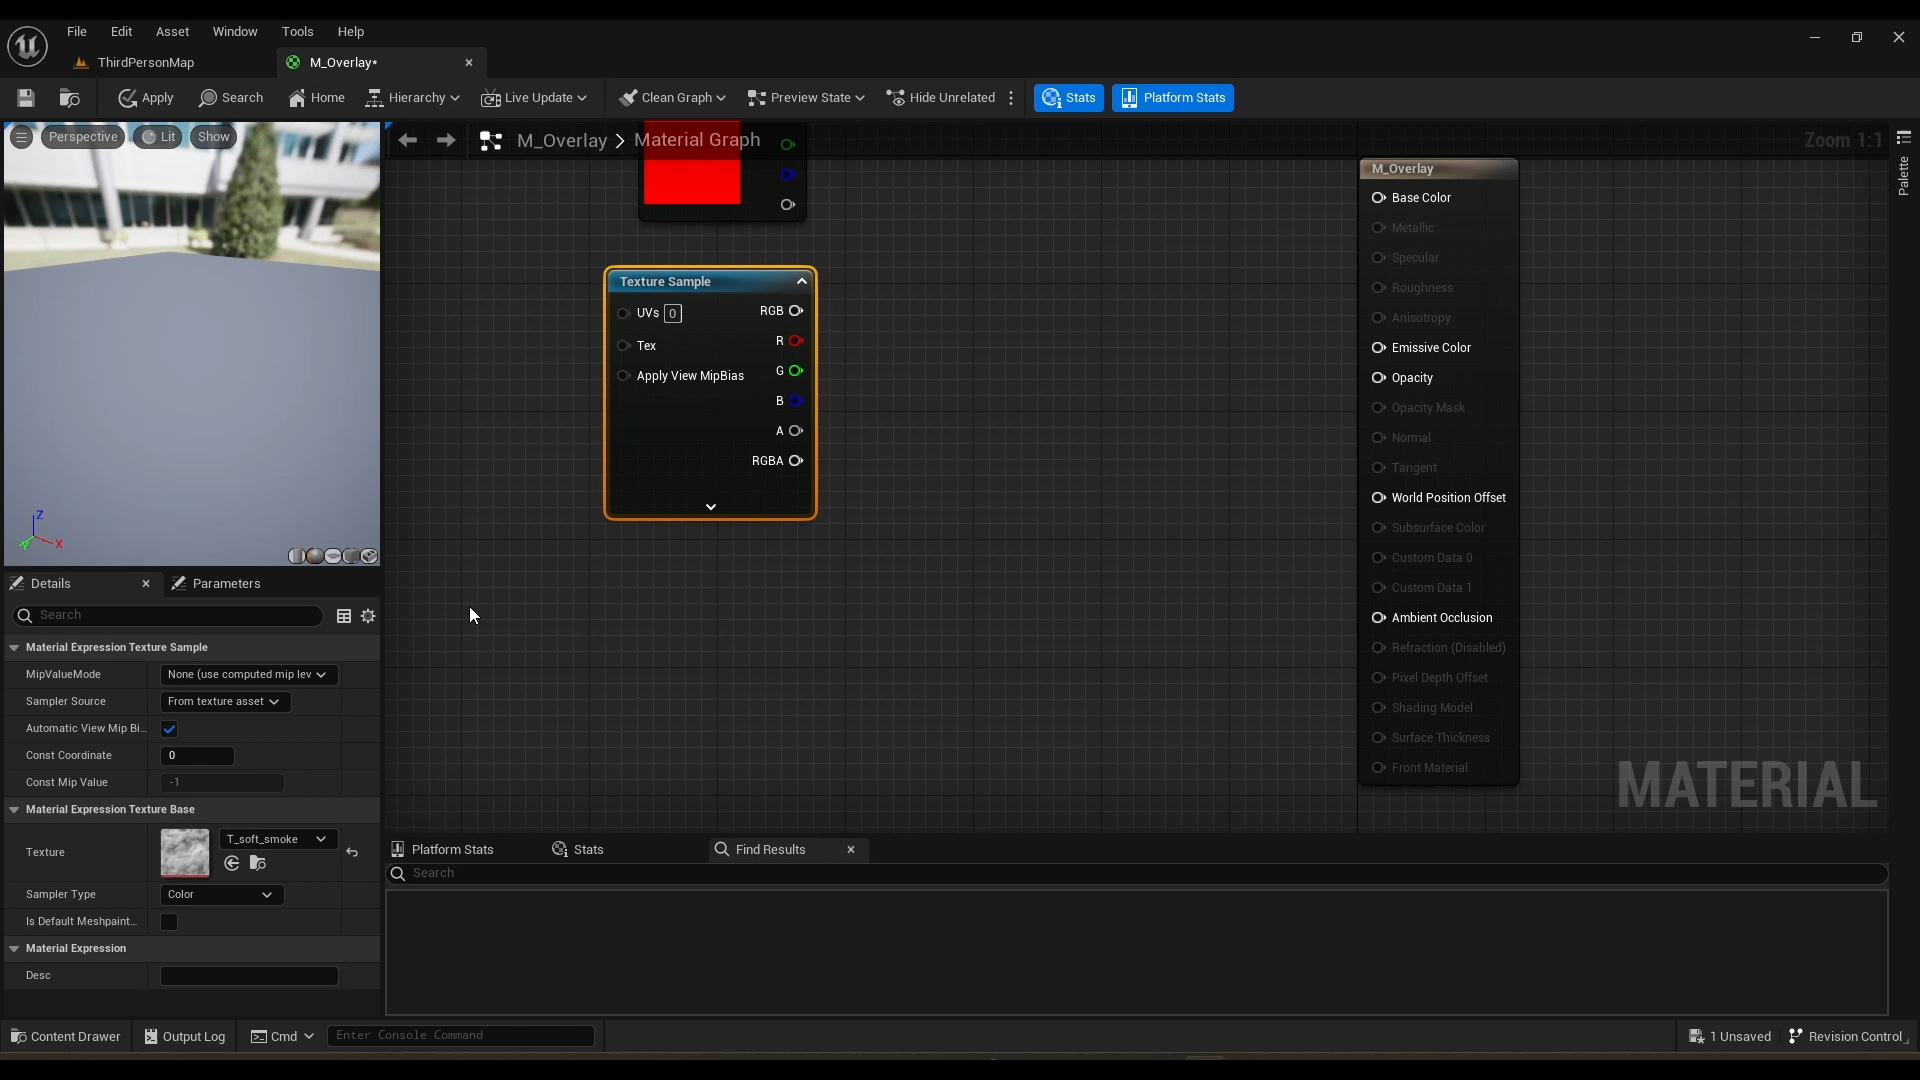 File Edit Asset Window Tools Help
ThirdPersonMap M_Overlay*
Apply Search Home Hierarchy Live Update Clean Graph Preview State Hide Unrelated Stats Platform Stats
Perspective Lit Show
M_Overlay > Material Graph
Zoom 1:1
Palette
Z
X
Y
Texture Sample
UVs 0
Tex
Apply View MipBias
RGB
R
G
B
A
RGBA
M_Overlay
Base Color
Metallic
Specular
Roughness
Anisotropy
Emissive Color
Opacity
Opacity Mask
Normal
Tangent
World Position Offset
Subsurface Color
Custom Data 0
Custom Data 1
Ambient Occlusion
Refraction (Disabled)
Pixel Depth Offset
Shading Model
Surface Thickness
Front Material
MATERIAL
Details Parameters
Search
Material Expression Texture Sample
MipValueMode None (use computed mip lev
Sampler Source From texture asset
Automatic View Mip Bi...
Const Coordinate 0
Const Mip Value -1
Material Expression Texture Base
Texture T_soft_smoke
Sampler Type Color
Is Default Meshpaint...
Material Expression
Desc
Platform Stats Stats Find Results
Search
Content Drawer Output Log Cmd Enter Console Command
1 Unsaved Revision Control